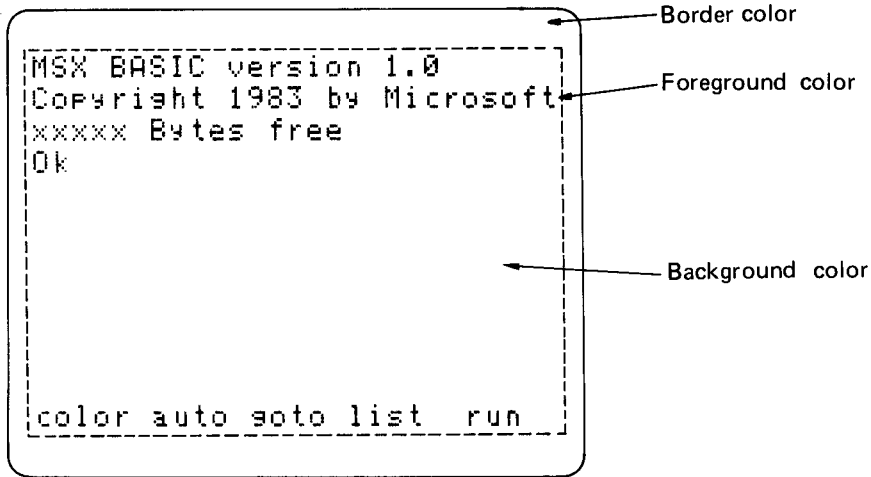 Border color
MSX BASIC version 1.0
Copyright 1983 by Microsoft
Foreground color
xxxxx Bytes free
Ok
Background color
color auto goto list run